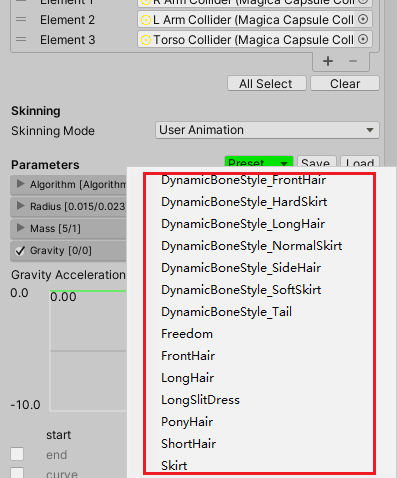 Element 1 R Arm Collider (Magica Capsule Coll
Element 2 L Arm Collider (Magica Capsule Coll
Element 3 Torso Collider (Magica Capsule Coll
+ −
All Select Clear
Skinning
Skinning Mode User Animation
Parameters Preset Save Load
Algorithm [Algorithm
Radius [0.015/0.023
Mass [5/1]
Gravity [0/0]
Gravity Acceleration
0.0 0.00
-10.0
start
end
curve
DynamicBoneStyle_FrontHair
DynamicBoneStyle_HardSkirt
DynamicBoneStyle_LongHair
DynamicBoneStyle_NormalSkirt
DynamicBoneStyle_SideHair
DynamicBoneStyle_SoftSkirt
DynamicBoneStyle_Tail
Freedom
FrontHair
LongHair
LongSlitDress
PonyHair
ShortHair
Skirt